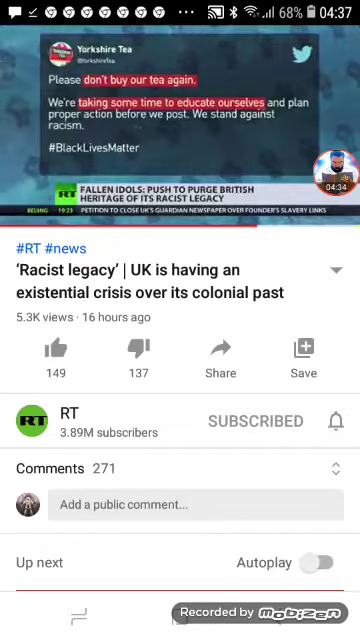 68% 04:37
Yorkshire Tea
@YorkshireTea
Please don't buy our tea again.
We're taking some time to educate ourselves and plan
proper action before we post. We stand against
racism.
#BlackLivesMatter
04:34
RT
FALLEN IDOLS: PUSH TO PURGE BRITISH
HERITAGE OF ITS RACIST LEGACY
BEIJING 19:23 PETITION TO CLOSE UK'S GUARDIAN NEWSPAPER OVER FOUNDER'S SLAVERY LINKS
#RT #news
‘Racist legacy’ | UK is having an
existential crisis over its colonial past
5.3K views · 16 hours ago
149 137 Share Save
RT
RT
3.89M subscribers
SUBSCRIBED
Comments 271
Add a public comment...
Up next Autoplay
Recorded by mobizen